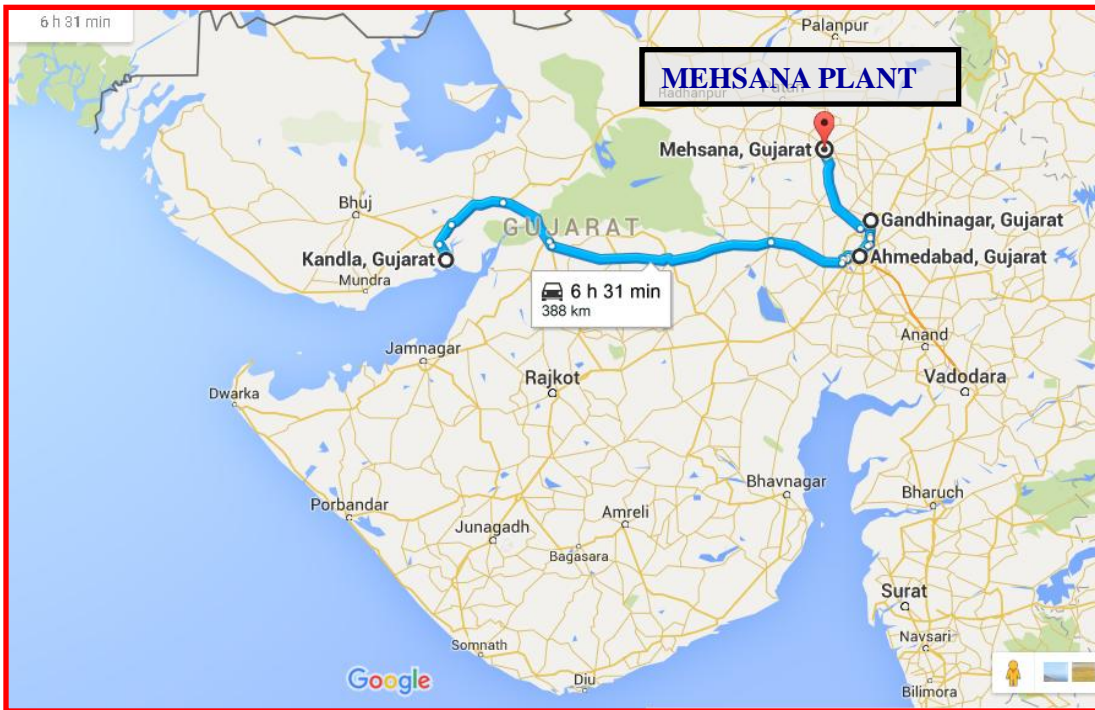 6 h 31 min
Palanpur
MEHSANA PLANT
Radhanpur
Patan
Mehsana, Gujarat
Bhuj
Gandhinagar, Gujarat
GUJARAT
Kandla, Gujarat
Ahmedabad, Gujarat
Mundra
6 h 31 min
388 km
Anand
Jamnagar
Rajkot
Vadodara
Dwarka
Bhavnagar
Bharuch
Porbandar
Amreli
Junagadh
Bagasara
Surat
Navsari
Somnath
Google
Diu
Bilimora